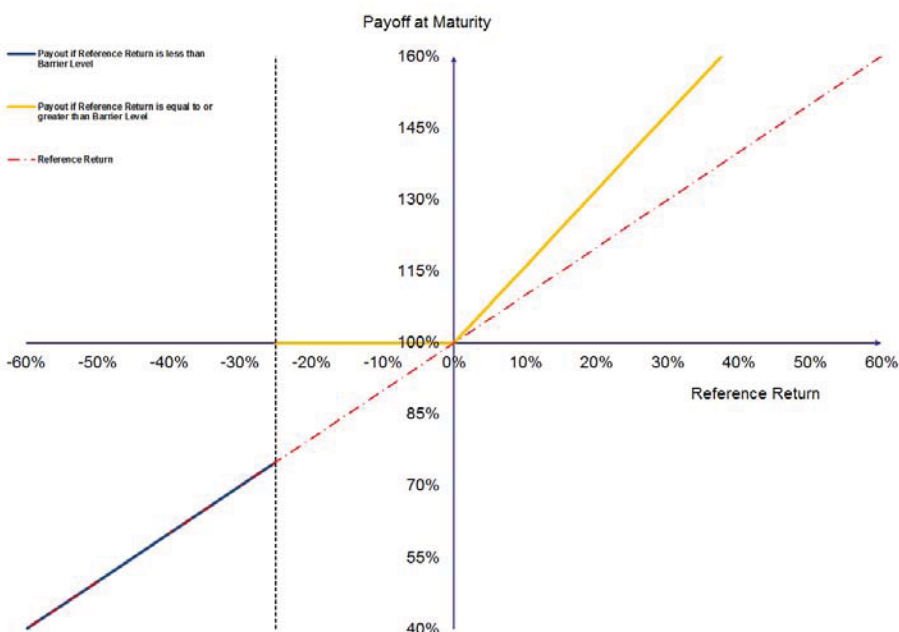 Payoff at Maturity
Payout if Reference Return is less than
Barrier Level
Payout if Reference Return is equal to or
greater than Barrier Level
Reference Return
160%
145%
130%
115%
100%
-60% -50% -40% -30% -20% -10% 0% 10% 20% 30% 40% 50% 60%
Reference Return
85%
70%
55%
40%